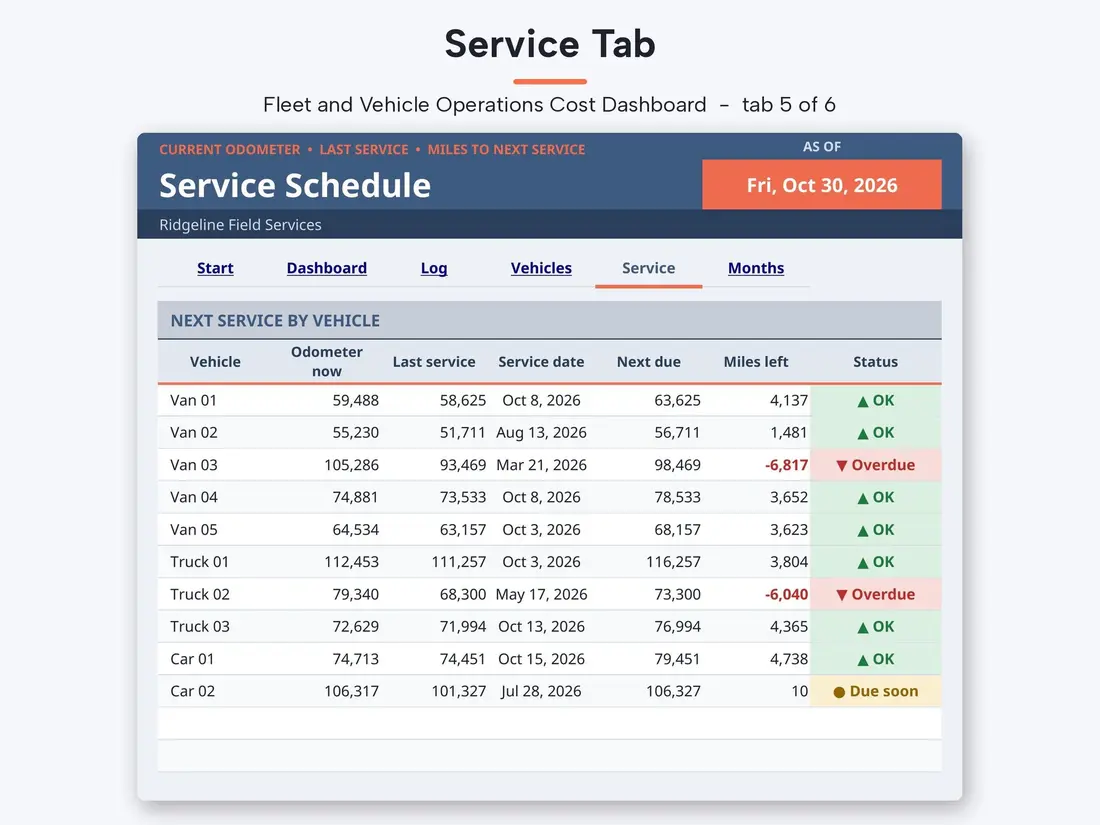 Service Tab
Fleet and Vehicle Operations Cost Dashboard – tab 5 of 6
CURRENT ODOMETER • LAST SERVICE • MILES TO NEXT SERVICE
AS OF
Service Schedule
Fri, Oct 30, 2026
Ridgeline Field Services
Start Dashboard Log Vehicles Service Months
NEXT SERVICE BY VEHICLE
Vehicle Odometer now Last service Service date Next due Miles left Status
Van 01 59,488 58,625 Oct 8, 2026 63,625 4,137 ▲ OK
Van 02 55,230 51,711 Aug 13, 2026 56,711 1,481 ▲ OK
Van 03 105,286 93,469 Mar 21, 2026 98,469 -6,817 ▼ Overdue
Van 04 74,881 73,533 Oct 8, 2026 78,533 3,652 ▲ OK
Van 05 64,534 63,157 Oct 3, 2026 68,157 3,623 ▲ OK
Truck 01 112,453 111,257 Oct 3, 2026 116,257 3,804 ▲ OK
Truck 02 79,340 68,300 May 17, 2026 73,300 -6,040 ▼ Overdue
Truck 03 72,629 71,994 Oct 13, 2026 76,994 4,365 ▲ OK
Car 01 74,713 74,451 Oct 15, 2026 79,451 4,738 ▲ OK
Car 02 106,317 101,327 Jul 28, 2026 106,327 10 ● Due soon